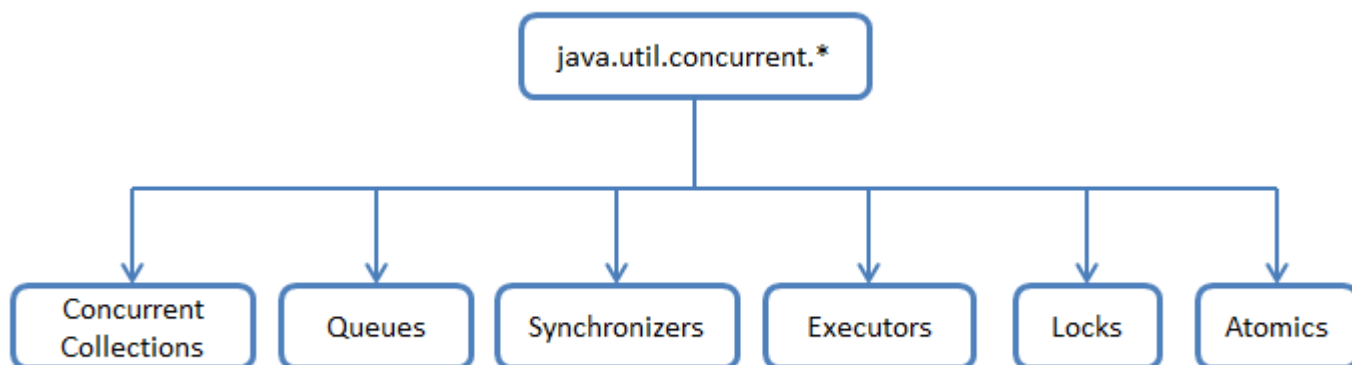 java.util.concurrent.*
Concurrent
Collections
Queues
Synchronizers
Executors
Locks
Atomics